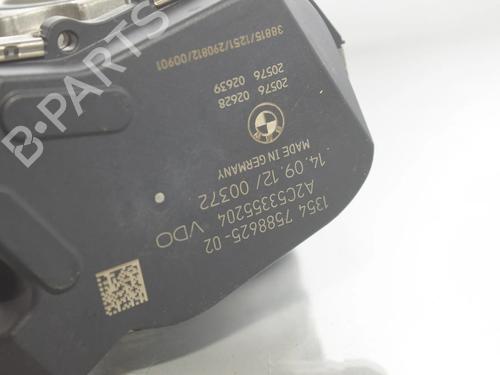 1354 7588625-02
A2C53355204 VDO
14.09.12/ 00372
MADE IN GERMANY
BMW
20576 02628
20576 02639
38815/1251/290812/00901
B-PARTS